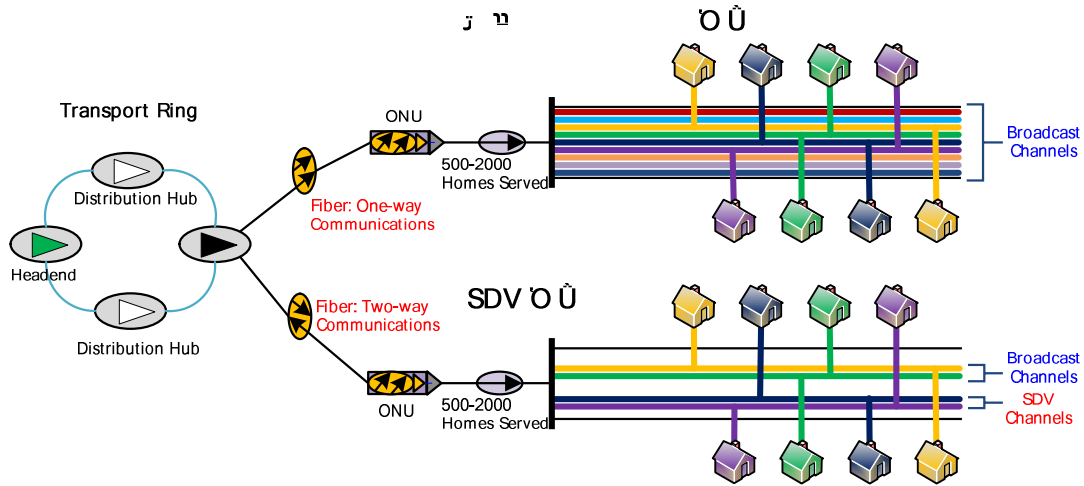 Transport Ring
ONU
500-2000
Homes Served
Broadcast
Channels
Distribution Hub
Fiber: One-way
Communications
Headend
SDV
Fiber: Two-way
Communications
Distribution Hub
ONU
500-2000
Homes Served
Broadcast
Channels
SDV
Channels